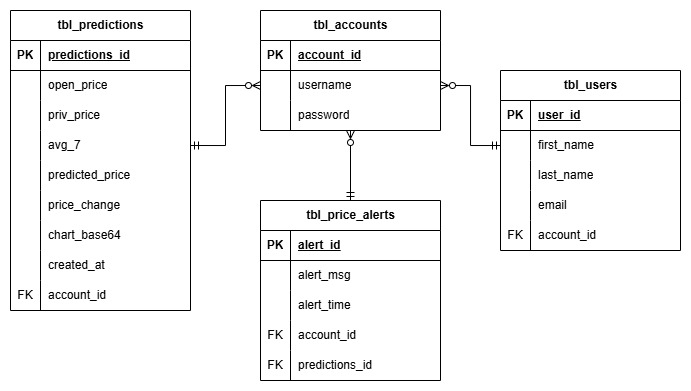 tbl_predictions
PK predictions_id
open_price
priv_price
avg_7
predicted_price
price_change
chart_base64
created_at
FK account_id
tbl_accounts
PK account_id
username
password
tbl_users
PK user_id
first_name
last_name
email
FK account_id
tbl_price_alerts
PK alert_id
alert_msg
alert_time
FK account_id
FK predictions_id